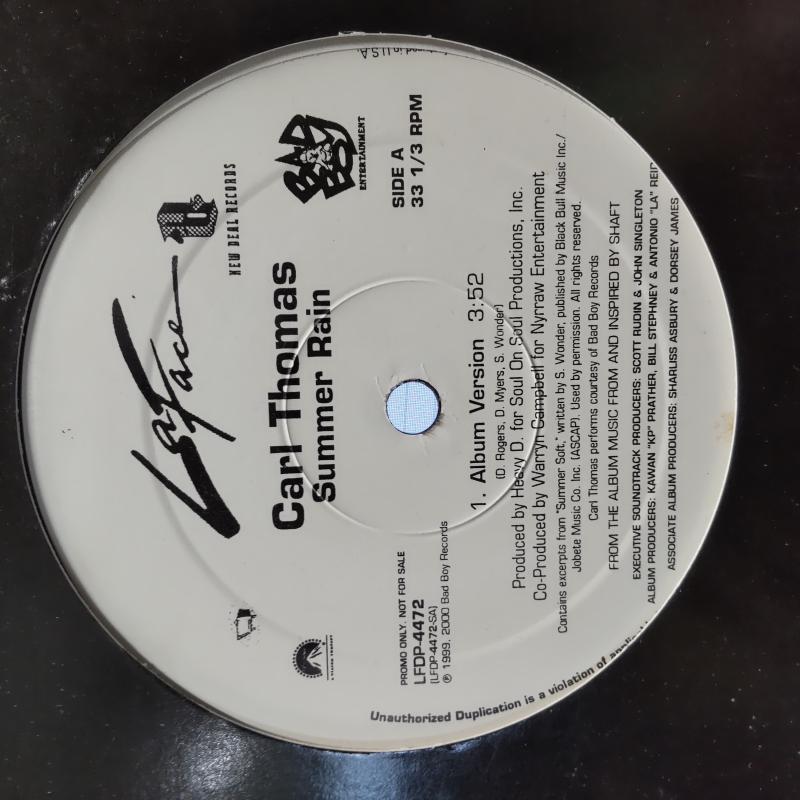 LaFace
NEW DEAL RECORDS
BAD BOY
ENTERTAINMENT
A VIACOM COMPANY
Carl Thomas
Summer Rain
SIDE A
33 1/3 RPM
PROMO ONLY. NOT FOR SALE
LFDP-4472
(LFDP-4472-SA)
℗ 1999, 2000 Bad Boy Records
1. Album Version 3:52
(D. Rogers, D. Myers, S. Wonder)
Produced by Heavy D. for Soul On Soul Productions, Inc.
Co-Produced by Warryn Campbell for Nyrraw Entertainment
Contains excerpts from "Summer Soft," written by S. Wonder, published by Black Bull Music Inc./
Jobete Music Co. Inc. (ASCAP). Used by permission. All rights reserved.
Carl Thomas performs courtesy of Bad Boy Records
FROM THE ALBUM MUSIC FROM AND INSPIRED BY SHAFT
EXECUTIVE SOUNDTRACK PRODUCERS: SCOTT RUDIN & JOHN SINGLETON
ALBUM PRODUCERS: KAWAN "KP" PRATHER, BILL STEPHNEY & ANTONIO "LA" REID
ASSOCIATE ALBUM PRODUCERS: SHARLISS ASBURY & DORSEY JAMES
Unauthorized Duplication is a violation of
in U.S.A.